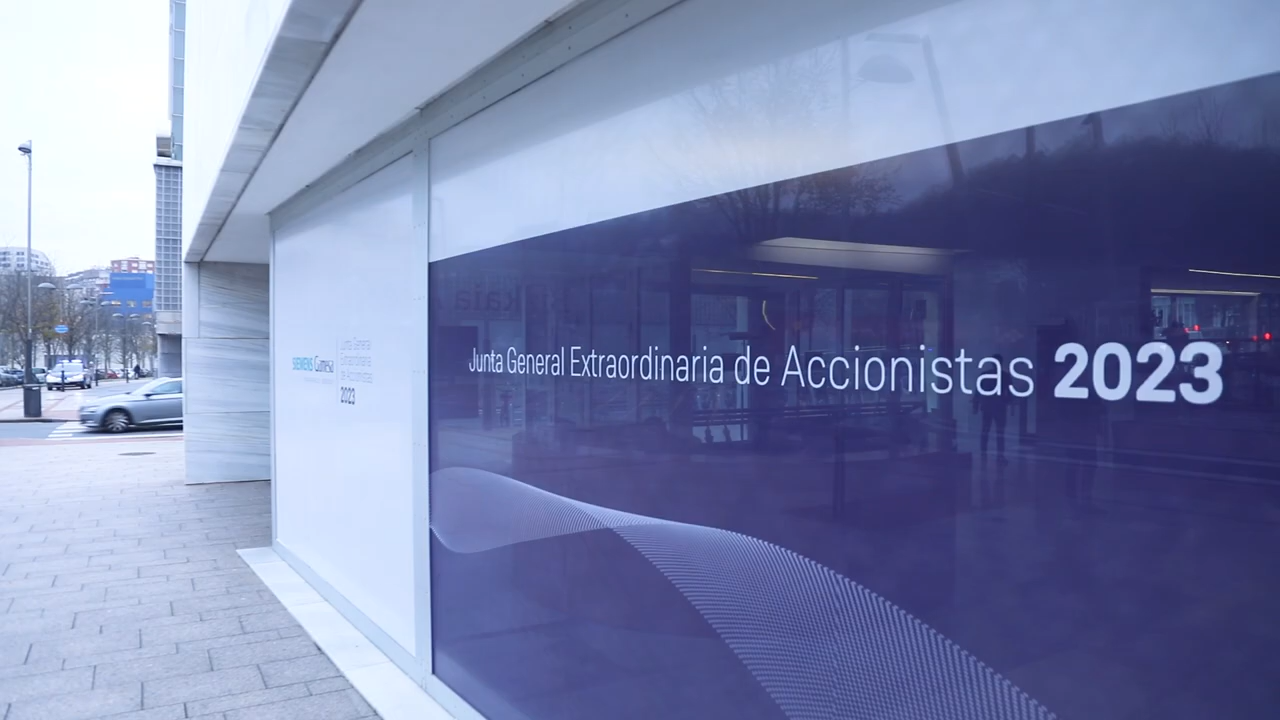 SIEMENS Gamesa
Junta General
Extraordinaria
de Accionistas
2023
Junta General Extraordinaria de Accionistas 2023